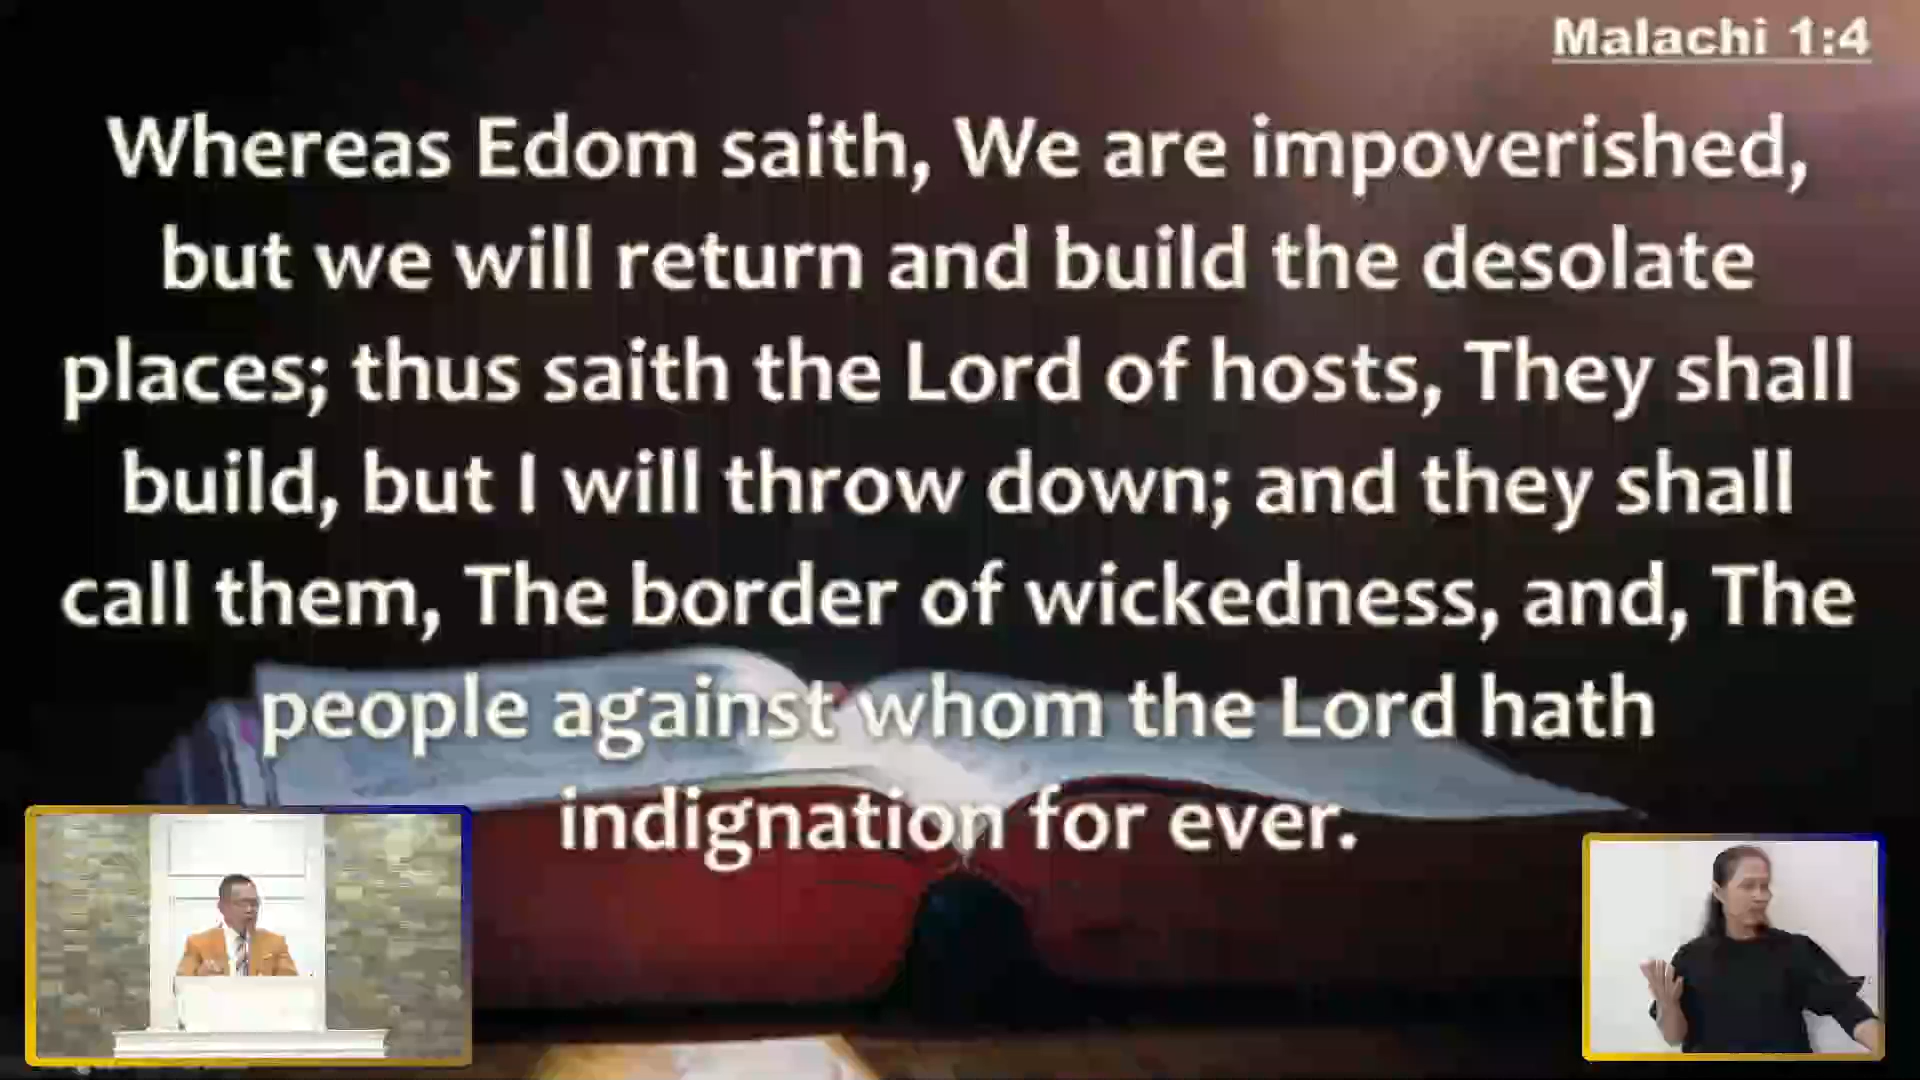 Malachi 1:4
Whereas Edom saith, We are impoverished,
but we will return and build the desolate
places; thus saith the Lord of hosts, They shall
build, but I will throw down; and they shall
call them, The border of wickedness, and, The
people against whom the Lord hath
indignation for ever.